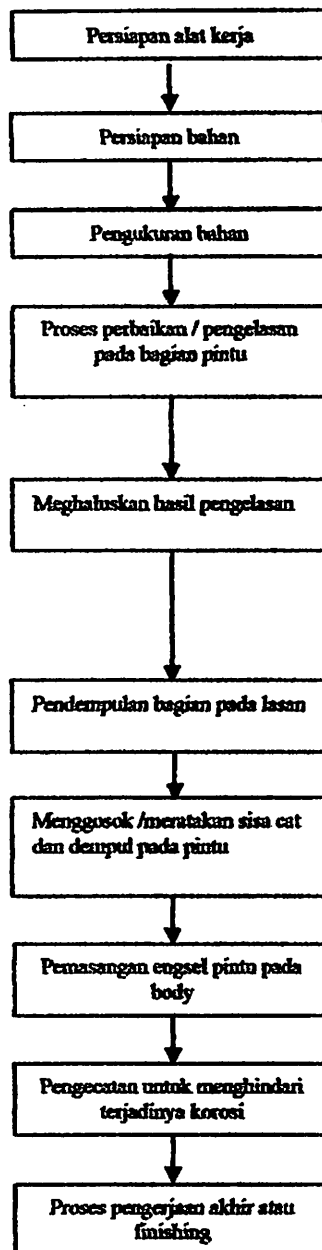 Persiapan alat kerja
Persiapan bahan
Pengukuran bahan
Proses perbaikan / pengelasan
pada bagian pintu
Meghaluskan hasil pengelasan
Pendempulan bagian pada lasan
Menggosok /meratakan sisa cat
dan dempul pada pintu
Pemasangan engsel pintu pada
body
Pengecatan untuk menghindari
terjadinya korosi
Proses pengerjaan akhir atau
finishing